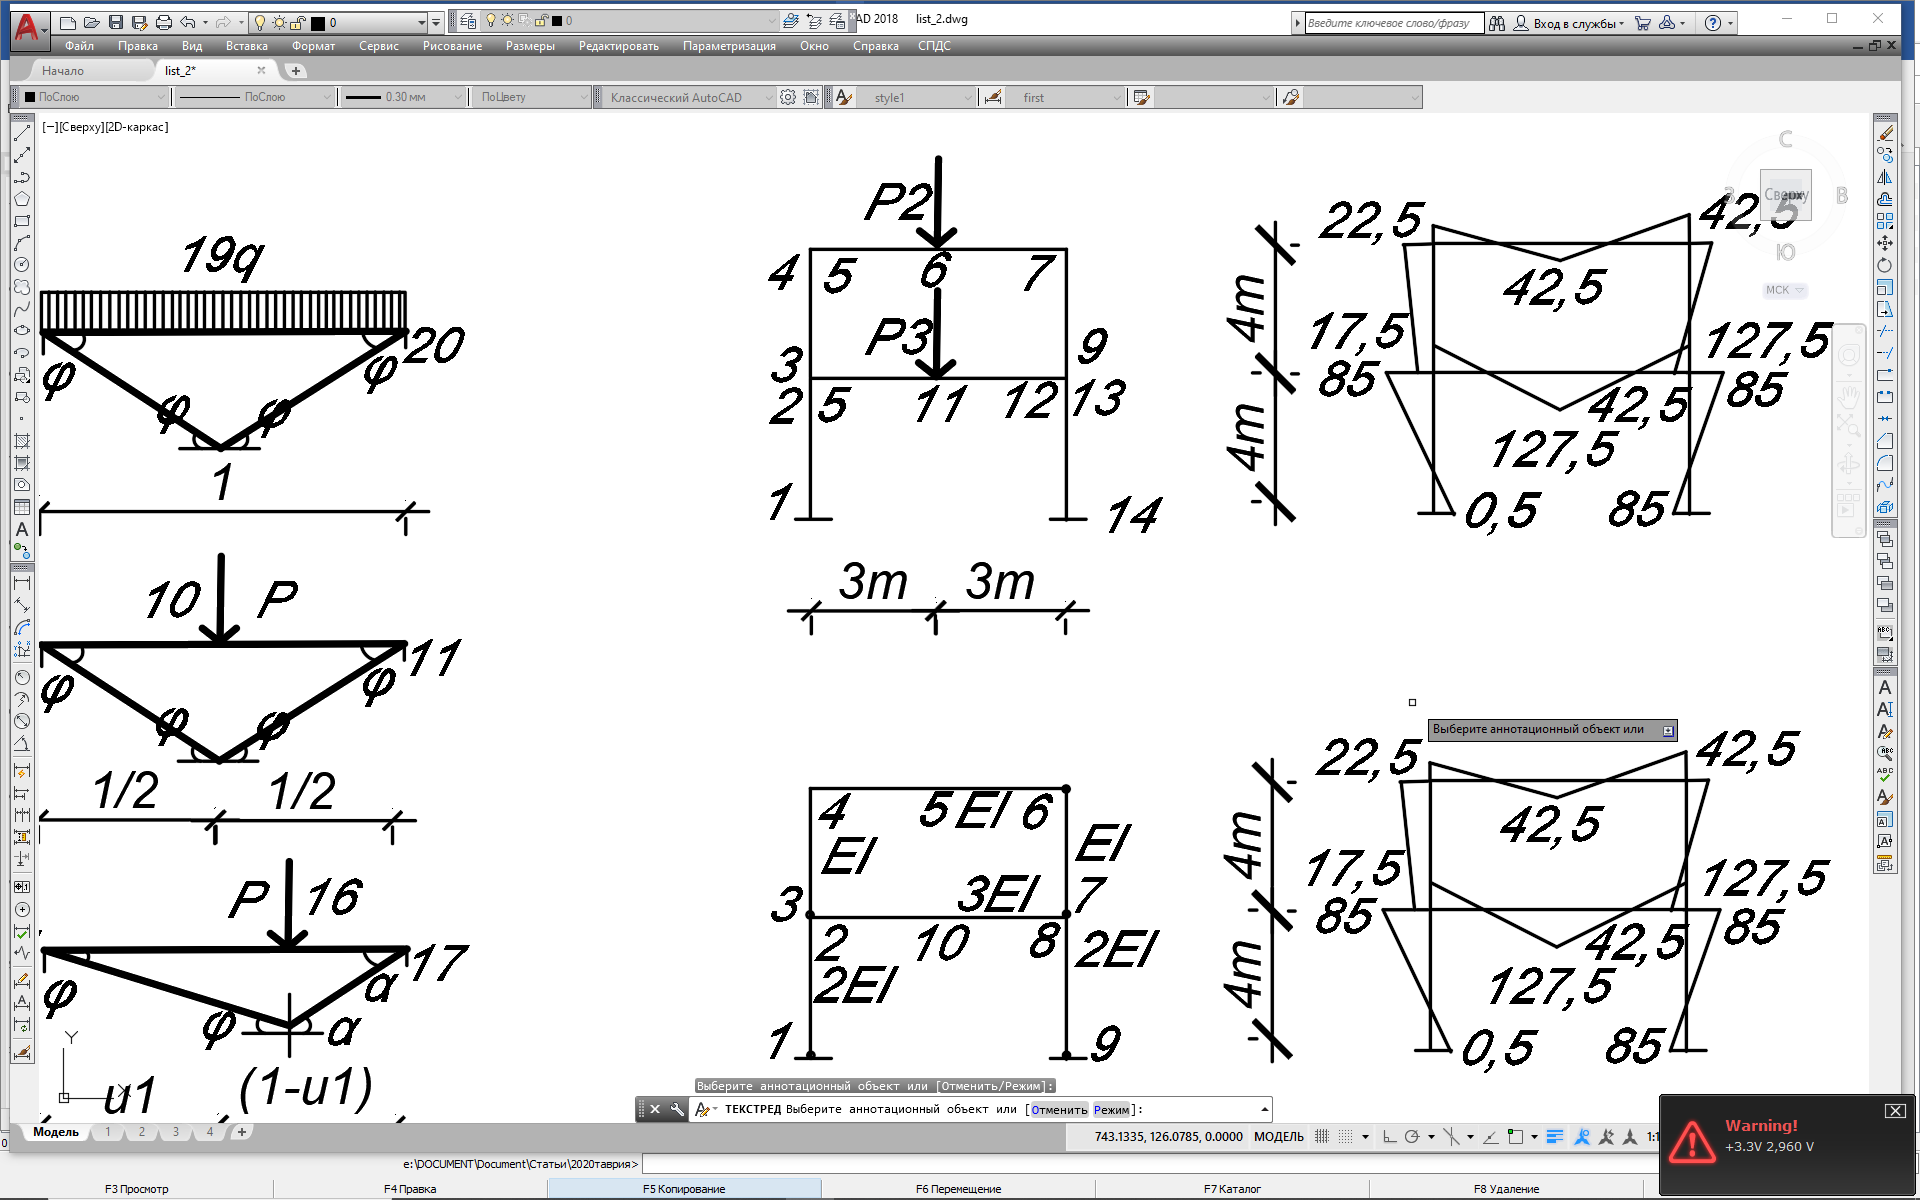 0
0
AD 2018
list_2.dwg
Введите ключевое слово/фразу
Вход в службы
Файл
Правка
Вид
Вставка
Формат
Сервис
Рисование
Размеры
Редактировать
Параметризация
Окно
Справка
СПДС
Начало
list_2*
ПоСлою
ПоСлою
0.30 мм
ПоЦвету
Классический AutoCAD
style1
first
[−][Сверху][2D-каркас]
19q
20
φ
φ
φ
φ
1
10
P
11
φ
φ
φ
φ
1/2
1/2
P
16
17
φ
φ
α
α
u1
(1-u1)
Y
X
P2
4
5
6
7
P3
3
9
2
5
11
12
13
1
14
3m
3m
4
5
EI
6
EI
EI
3
3EI
7
2
10
8
2EI
2EI
1
9
22,5
42,5
42,5
4m
17,5
127,5
85
85
42,5
4m
127,5
0,5
85
С
З
Сверху
В
Ю
МСК
Выберите аннотационный объект или
22,5
42,5
42,5
4m
17,5
127,5
85
85
42,5
4m
127,5
0,5
85
Выберите аннотационный объект или [Отменить/Режим]:
ТЕКСТРЕД Выберите аннотационный объект или [Отменить Режим]:
Модель
1
2
3
4
743.1335, 126.0785, 0.0000
МОДЕЛЬ
Warning!
+3.3V 2,960 V
e:\DOCUMENT\Document\Статьи\2020таврия>
F3 Просмотр
F4 Правка
F5 Копирование
F6 Перемещение
F7 Каталог
F8 Удаление